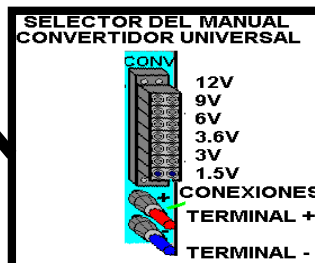 SELECTOR DEL MANUAL
CONVERTIDOR UNIVERSAL
CONV
12V
9V
6V
3.6V
3V
1.5V
CONEXIONES
+
TERMINAL +
-
TERMINAL -